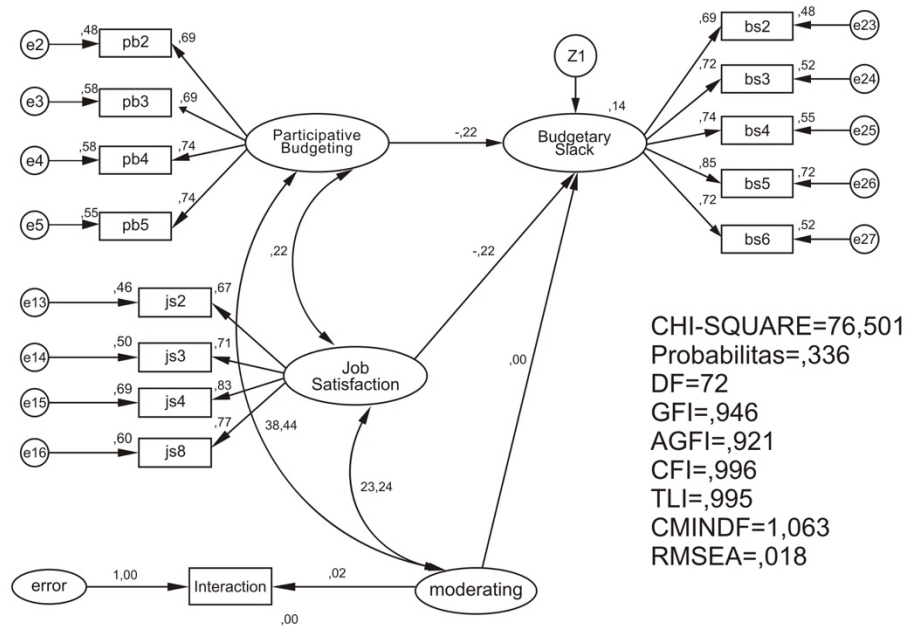 e2 ,48 pb2 ,69
e3 ,58 pb3 ,69
e4 ,58 pb4 ,74
e5 ,55 pb5 ,74
Participative
Budgeting
-,22
Z1
,14
Budgetary
Slack
,69 bs2 ,48 e23
,72 bs3 ,52 e24
,74 bs4 ,55 e25
,85 bs5 ,72 e26
,72 bs6 ,52 e27
,22
-,22
e13 ,46 js2 ,67
e14 ,50 js3 ,71
e15 ,69 js4 ,83
e16 ,60 js8 ,77
Job
Satisfaction
,00
38,44
23,24
CHI-SQUARE=76,501
Probabilitas=,336
DF=72
GFI=,946
AGFI=,921
CFI=,996
TLI=,995
CMINDF=1,063
RMSEA=,018
error 1,00 Interaction ,02 moderating
,00